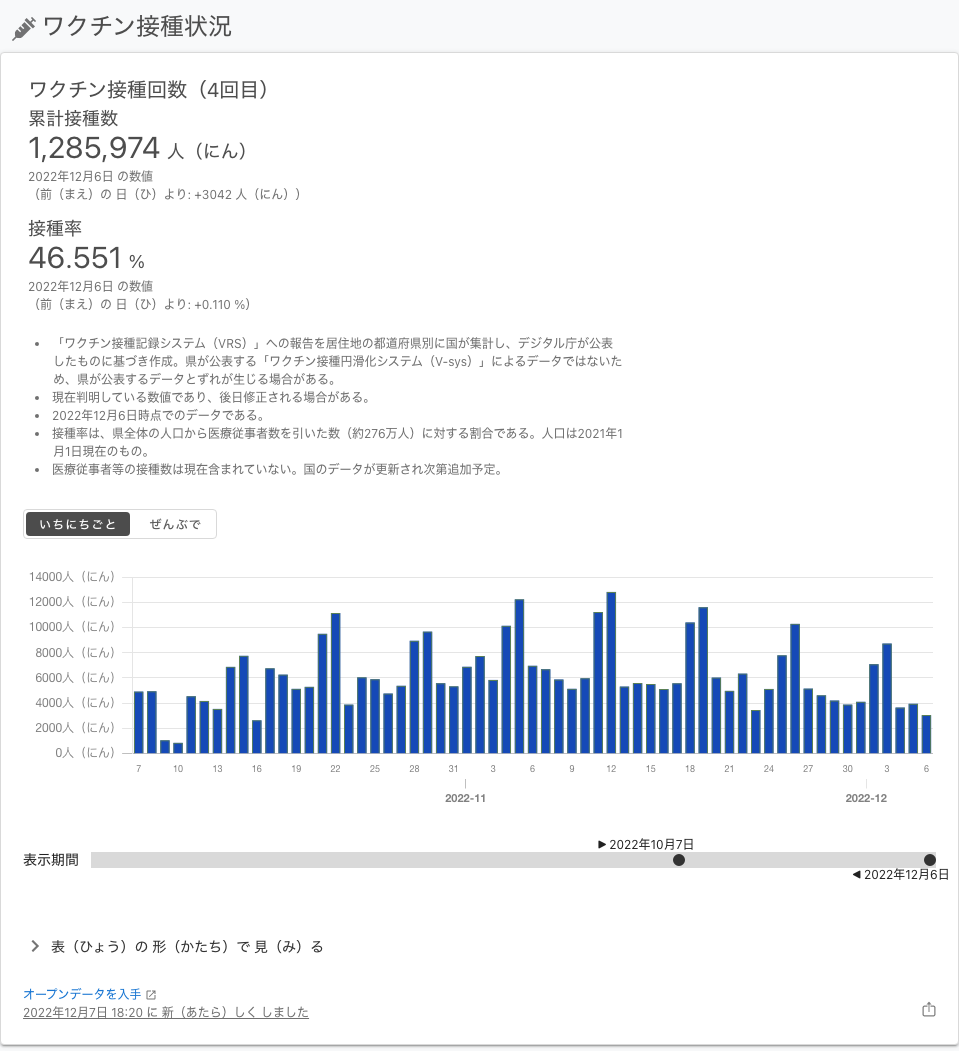 ワクチン接種状況
ワクチン接種回数（4回目）
累計接種数
1,285,974 人（にん）
2022年12月6日 の数値
（前（まえ）の 日（ひ）より: +3042 人（にん））
接種率
46.551 %
2022年12月6日 の数値
（前（まえ）の 日（ひ）より: +0.110 %）
• 「ワクチン接種記録システム（VRS）」への報告を居住地の都道府県別に国が集計し、デジタル庁が公表
したものに基づき作成。県が公表する「ワクチン接種円滑化システム（V-sys）」によるデータではないた
め、県が公表するデータとずれが生じる場合がある。
• 現在判明している数値であり、後日修正される場合がある。
• 2022年12月6日時点でのデータである。
• 接種率は、県全体の人口から医療従事者数を引いた数（約276万人）に対する割合である。人口は2021年1
月1日現在のもの。
• 医療従事者等の接種数は現在含まれていない。国のデータが更新され次第追加予定。
いちにちごと ぜんぶで
14000人（にん）
12000人（にん）
10000人（にん）
8000人（にん）
6000人（にん）
4000人（にん）
2000人（にん）
0人（にん）
7 10 13 16 19 22 25 28 31 3 6 9 12 15 18 21 24 27 30 3 6
2022-11 2022-12
▶ 2022年10月7日
表示期間
◀ 2022年12月6日
表（ひょう）の 形（かたち）で 見（み）る
オープンデータを入手
2022年12月7日 18:20 に 新（あたら）しく しました